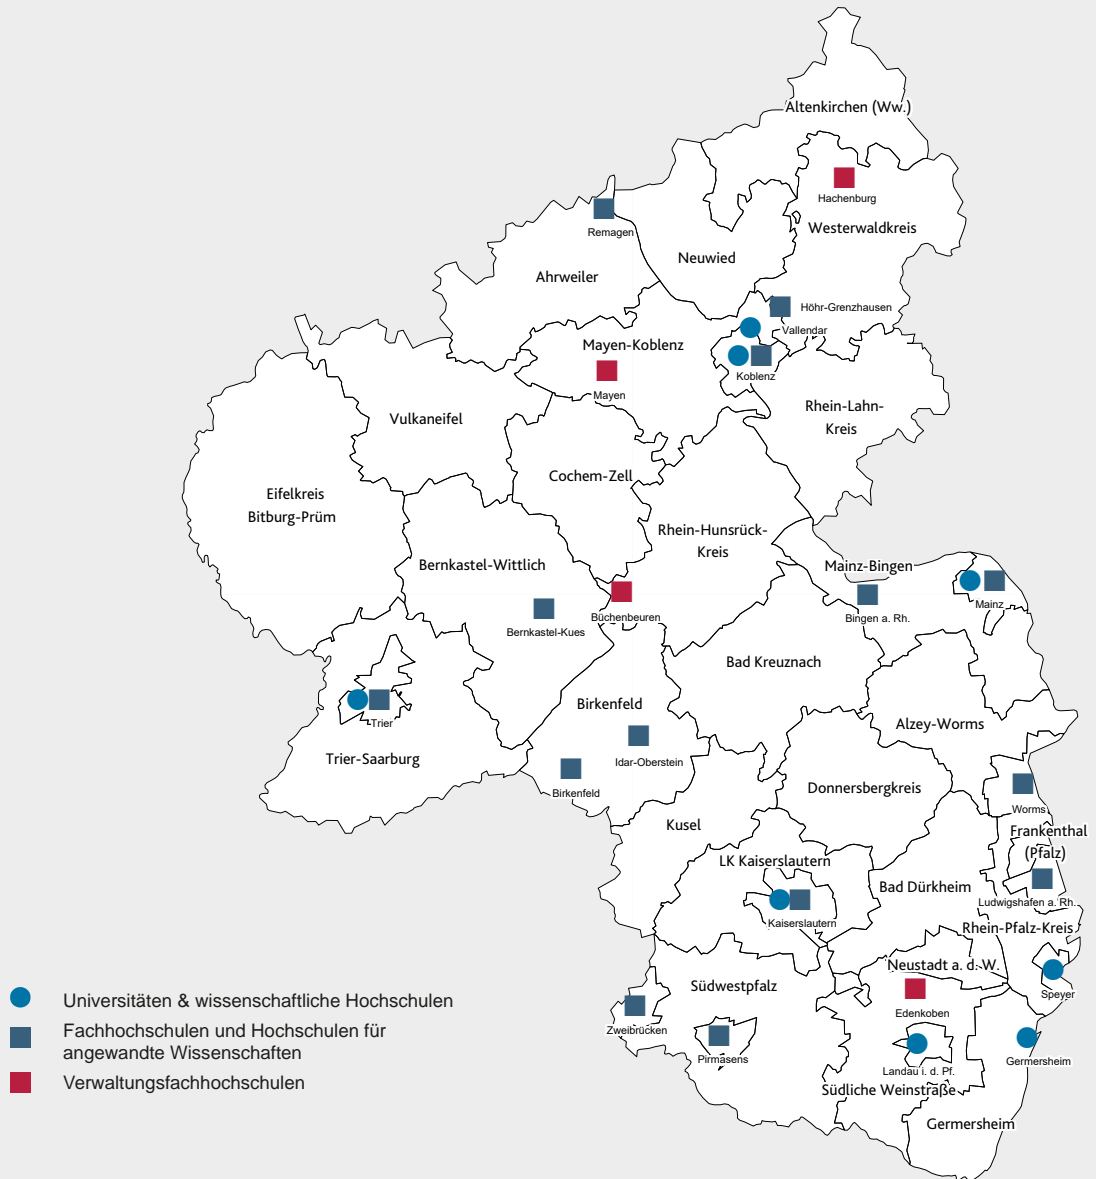 Altenkirchen (Ww.)
Hachenburg
Westerwaldkreis
Remagen
Neuwied
Ahrweiler
Höhr-Grenzhausen
Vallendar
Mayen-Koblenz
Koblenz
Mayen
Rhein-Lahn-
Kreis
Vulkaneifel
Cochem-Zell
Eifelkreis
Bitburg-Prüm
Rhein-Hunsrück-
Kreis
Bernkastel-Wittlich
Mainz-Bingen
Mainz
Büchenbeuren
Bingen a. Rh.
Bernkastel-Kues
Bad Kreuznach
Birkenfeld
Trier
Alzey-Worms
Trier-Saarburg
Idar-Oberstein
Birkenfeld
Donnersbergkreis
Worms
Kusel
Frankenthal
(Pfalz)
LK Kaiserslautern
Bad Dürkheim
Ludwigshafen a. Rh.
Kaiserslautern
Rhein-Pfalz-Kreis
Neustadt a. d. W.
Südwestpfalz
Speyer
Edenkoben
Zweibrücken
Pirmasens
Germersheim
Landau i. d. Pf.
Südliche Weinstraße
Germersheim
Universitäten & wissenschaftliche Hochschulen
Fachhochschulen und Hochschulen für
angewandte Wissenschaften
Verwaltungsfachhochschulen